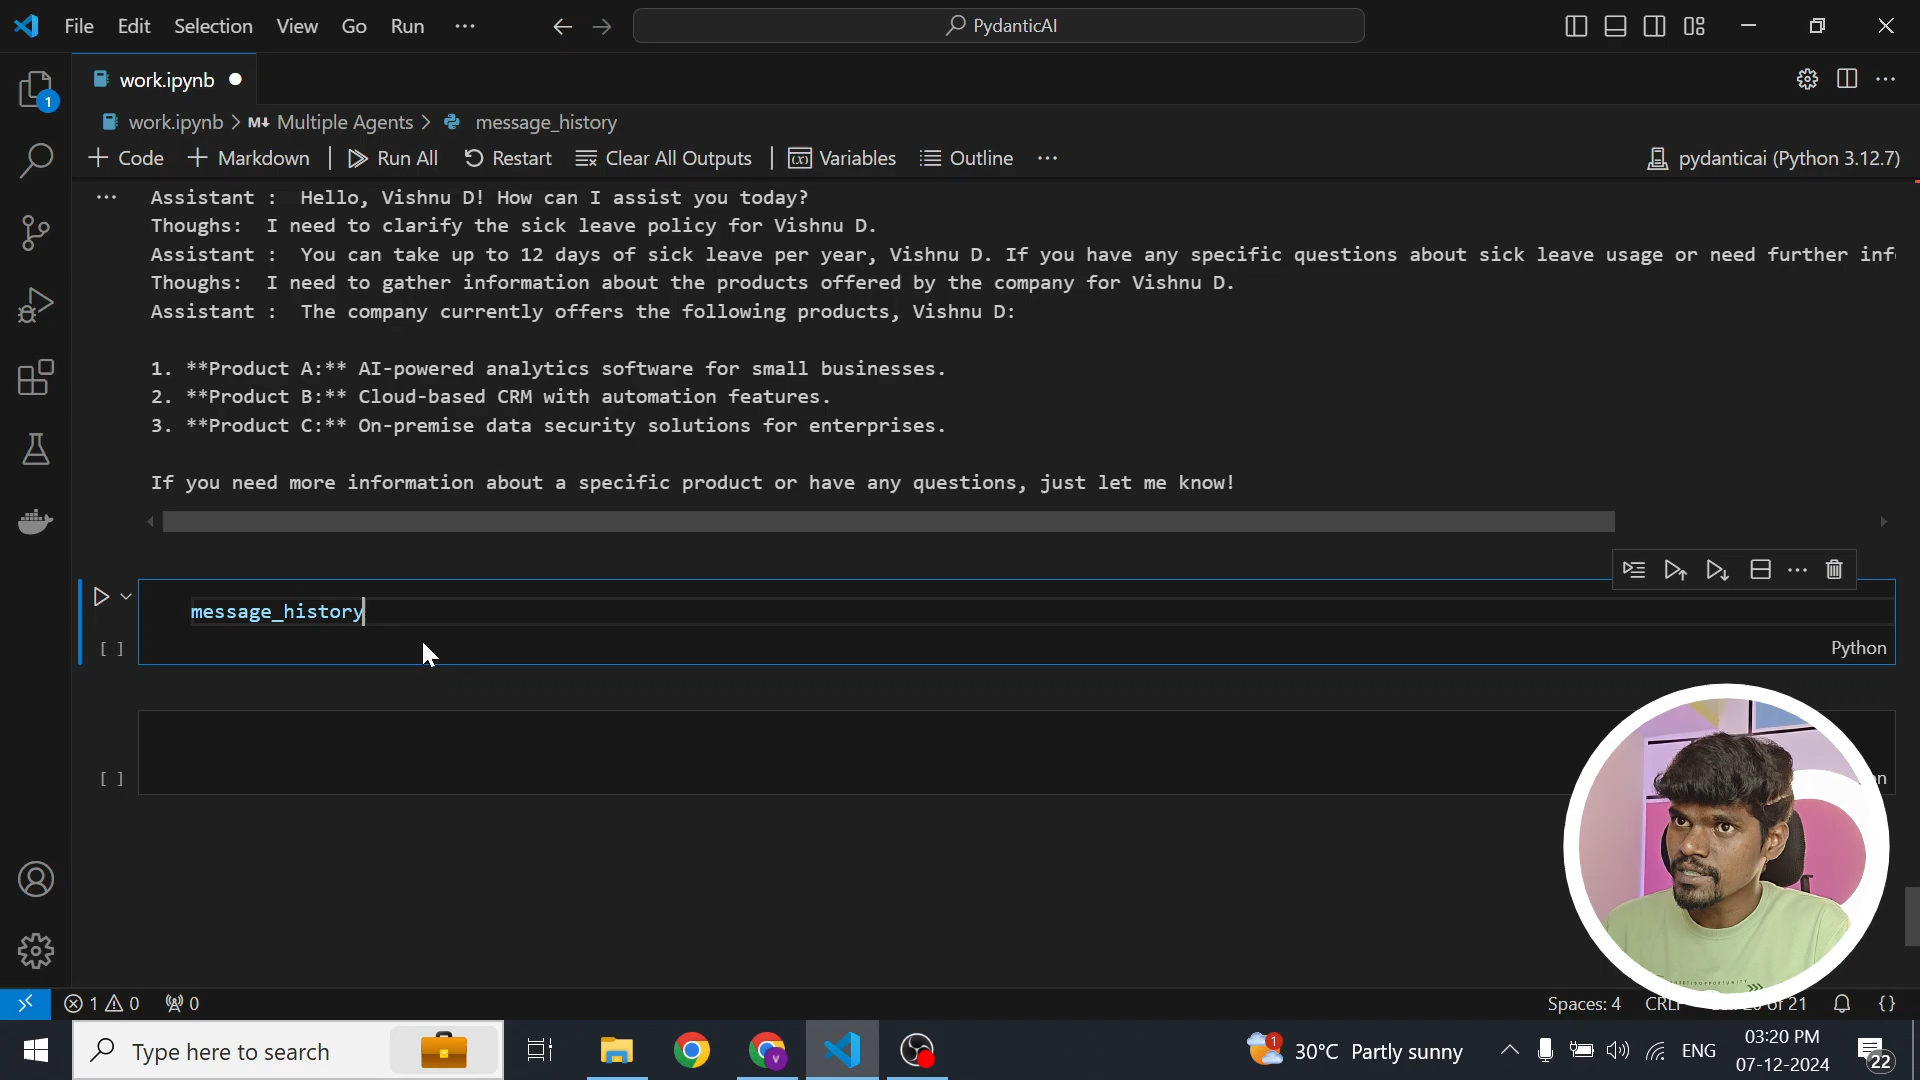 File Edit Selection View Go Run ···
PydanticAI
work.ipynb
work.ipynb > M↓ Multiple Agents > message_history
+ Code + Markdown Run All Restart Clear All Outputs Variables Outline ···
pydanticai (Python 3.12.7)
Assistant :  Hello, Vishnu D! How can I assist you today?
Thoughs:  I need to clarify the sick leave policy for Vishnu D.
Assistant :  You can take up to 12 days of sick leave per year, Vishnu D. If you have any specific questions about sick leave usage or need further inf
Thoughs:  I need to gather information about the products offered by the company for Vishnu D.
Assistant :  The company currently offers the following products, Vishnu D:
1. **Product A:** AI-powered analytics software for small businesses.
2. **Product B:** Cloud-based CRM with automation features.
3. **Product C:** On-premise data security solutions for enterprises.
If you need more information about a specific product or have any questions, just let me know!
message_history
[ ]
Python
[ ]
1 0 0
Spaces: 4 CRLF of 21
Type here to search
30°C Partly sunny
ENG
03:20 PM
07-12-2024
22